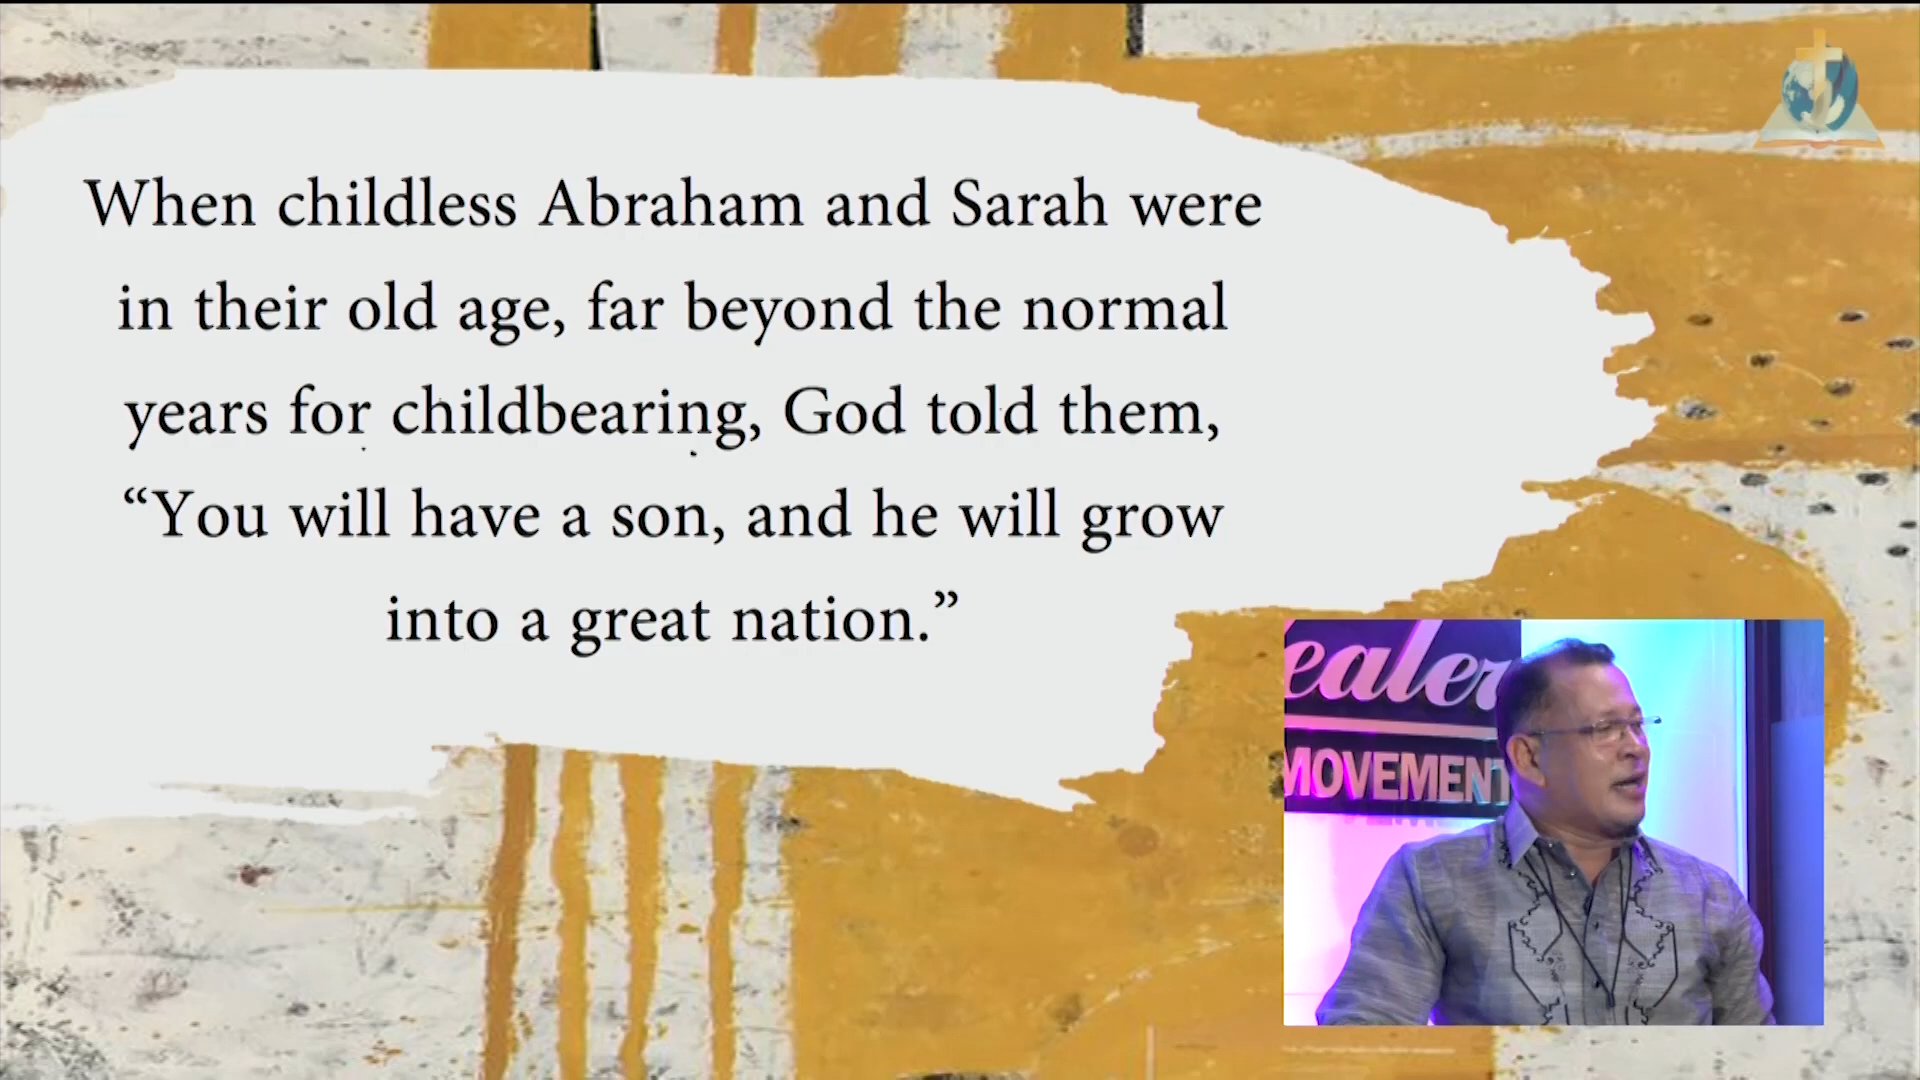 When childless Abraham and Sarah were
in their old age, far beyond the normal
years for childbearing, God told them,
“You will have a son, and he will grow
into a great nation.”
ealer
MOVEMENT